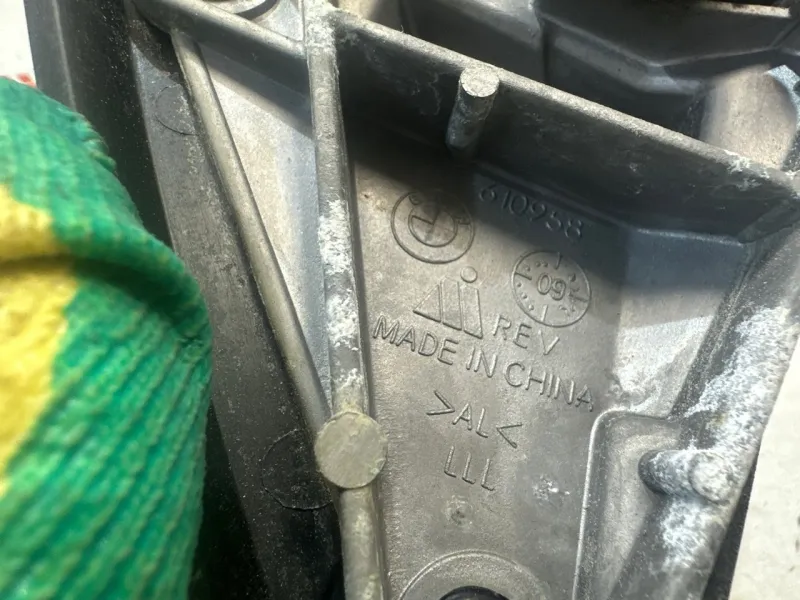 610958
09
REV
MADE IN CHINA
>AL<
LLL